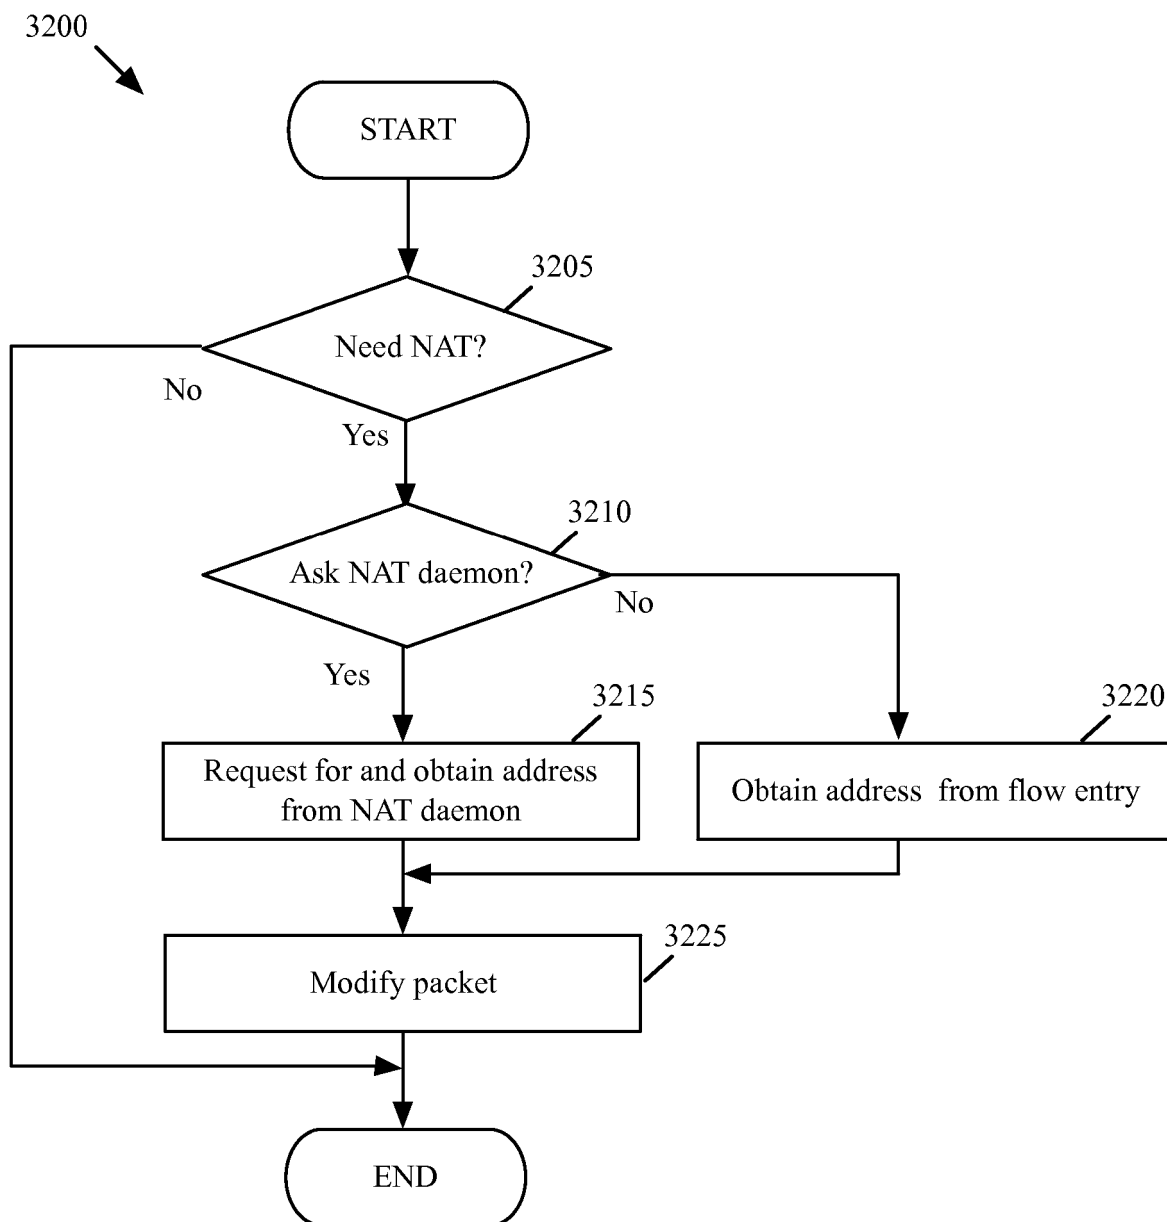 3200
START
3205
Need NAT?
No
Yes
3210
Ask NAT daemon?
No
Yes
3215
3220
Request for and obtain address
from NAT daemon
Obtain address from flow entry
3225
Modify packet
END